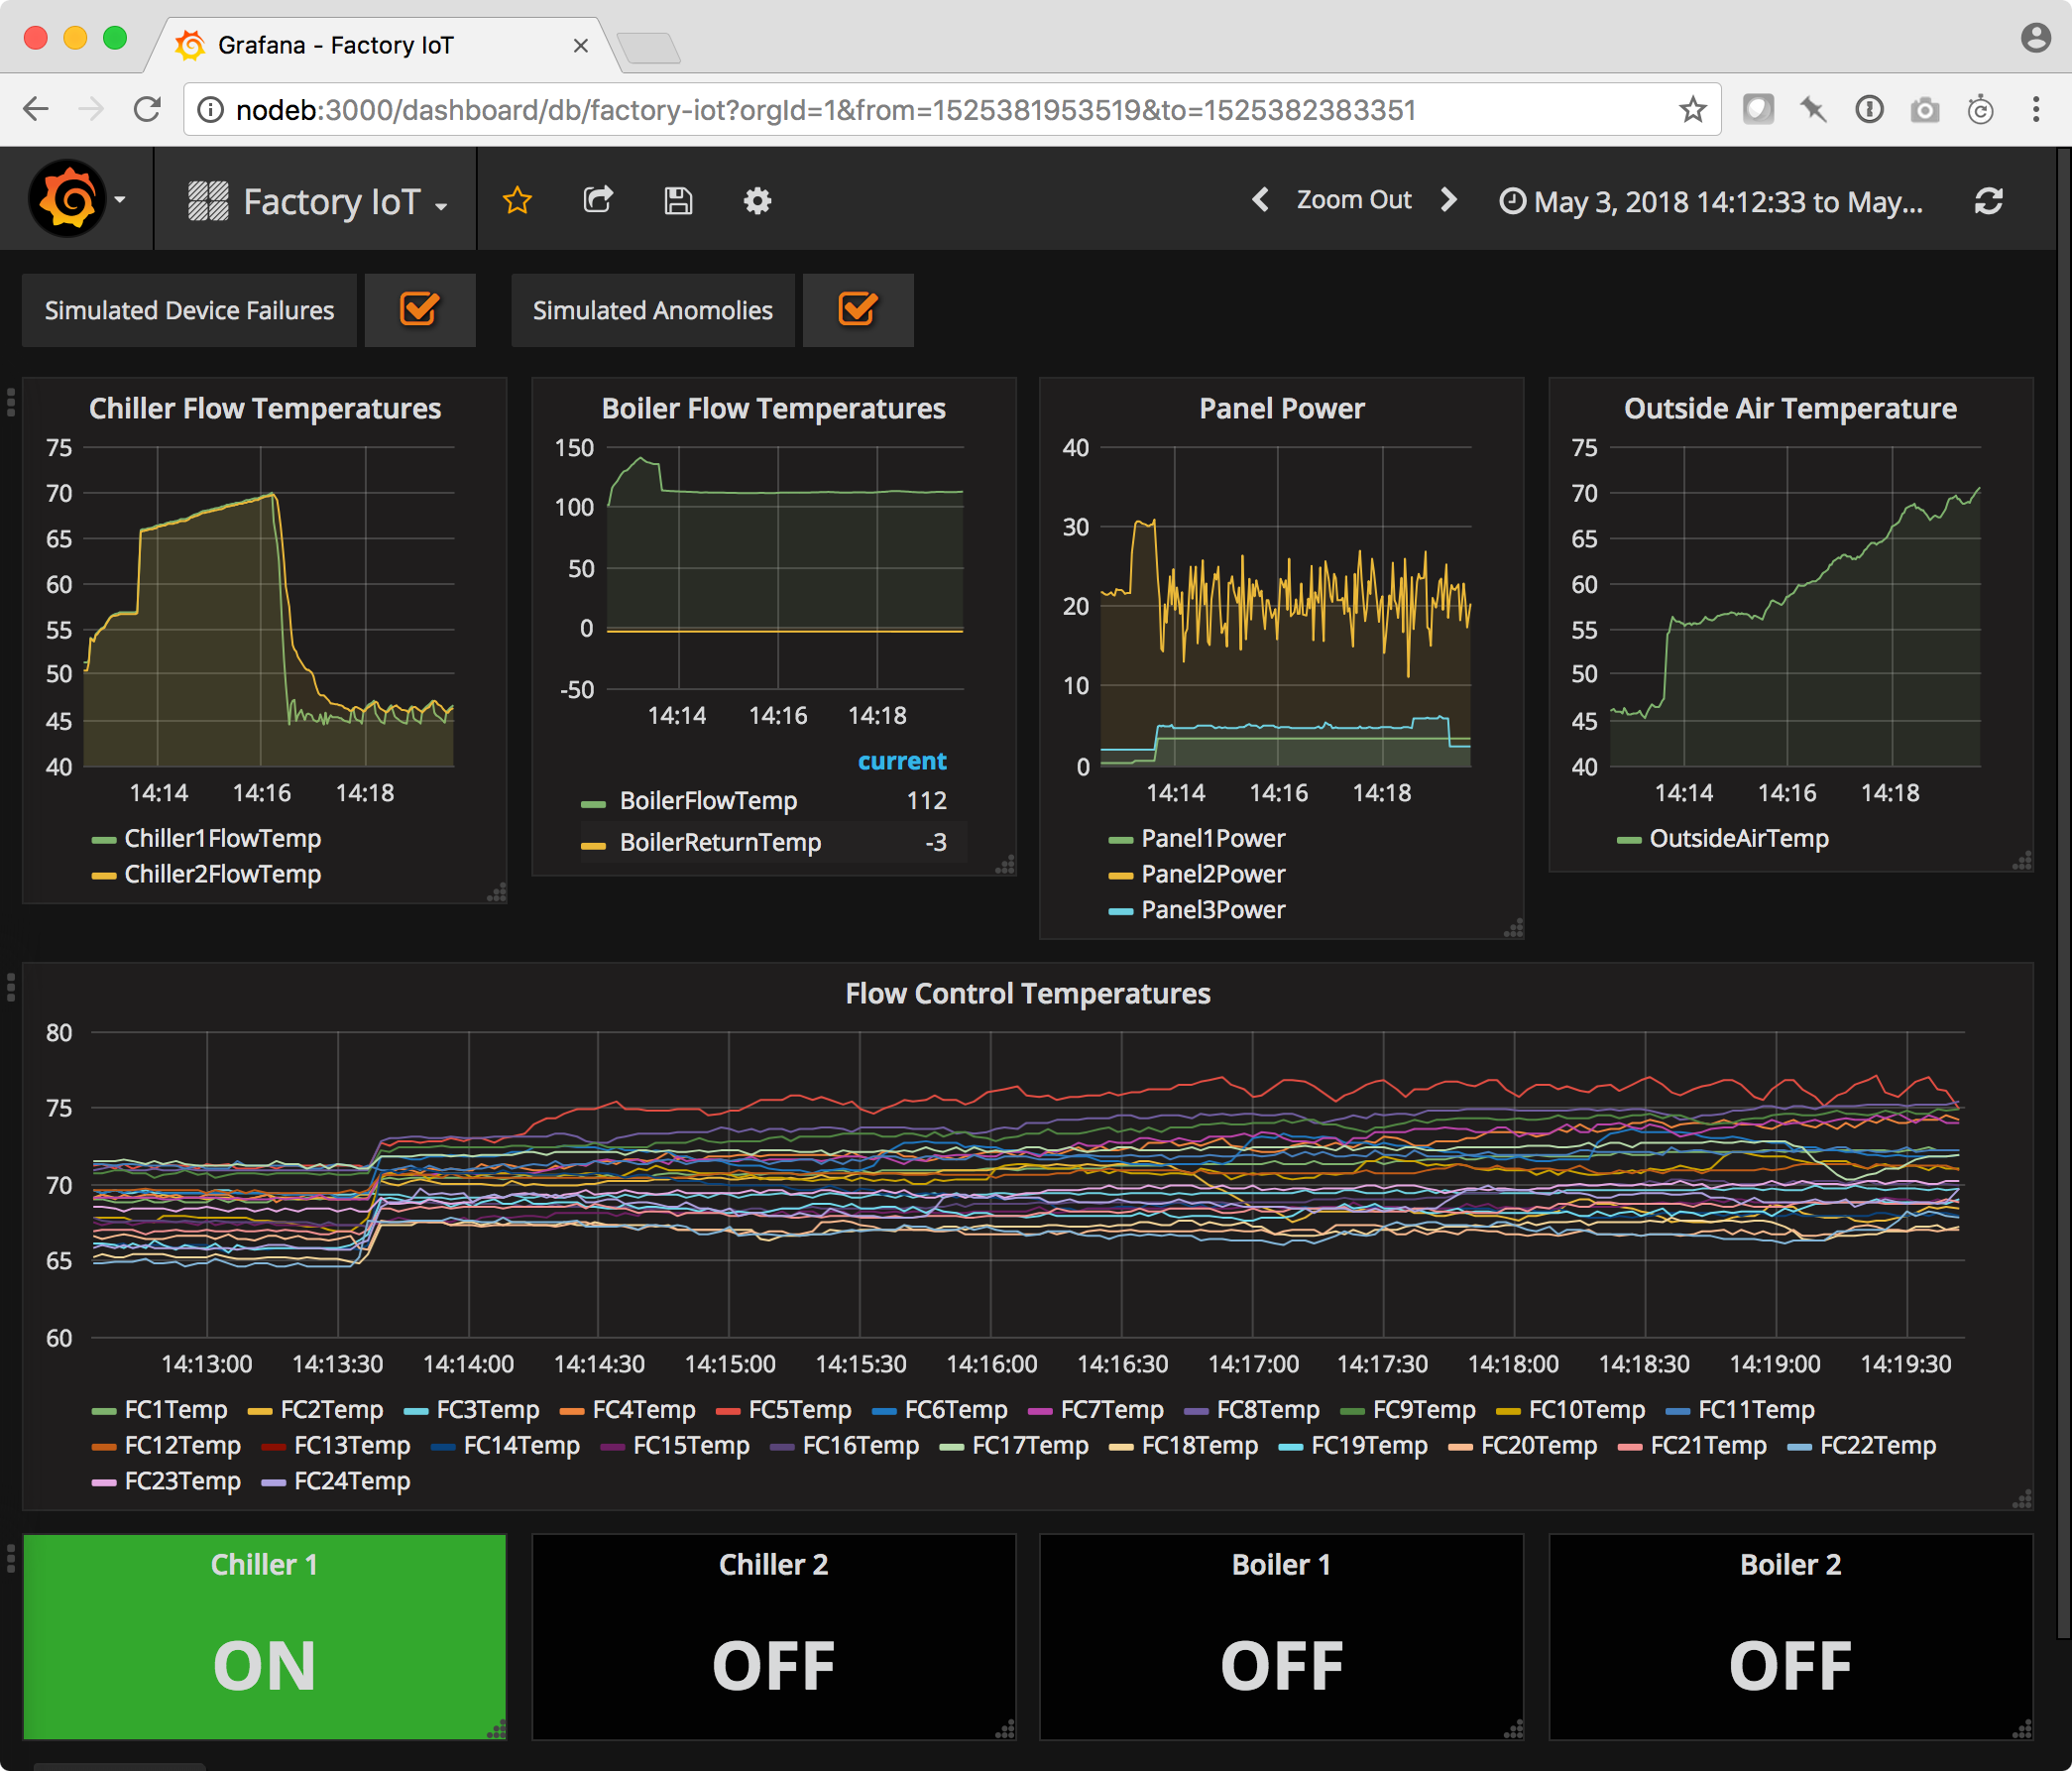 Grafana - Factory IoT
nodeb:3000/dashboard/db/factory-iot?orgId=1&from=1525381953519&to=1525382383351
Factory IoT
Zoom Out
May 3, 2018 14:12:33 to May...
Simulated Device Failures
Simulated Anomolies
Chiller Flow Temperatures
75
70
65
60
55
50
45
40
14:14 14:16 14:18
Chiller1FlowTemp
Chiller2FlowTemp
Boiler Flow Temperatures
150
100
50
0
-50
14:14 14:16 14:18
current
BoilerFlowTemp 112
BoilerReturnTemp -3
Panel Power
40
30
20
10
0
14:14 14:16 14:18
Panel1Power
Panel2Power
Panel3Power
Outside Air Temperature
75
70
65
60
55
50
45
40
14:14 14:16 14:18
OutsideAirTemp
Flow Control Temperatures
80
75
70
65
60
14:13:00 14:13:30 14:14:00 14:14:30 14:15:00 14:15:30 14:16:00 14:16:30 14:17:00 14:17:30 14:18:00 14:18:30 14:19:00 14:19:30
FC1Temp FC2Temp FC3Temp FC4Temp FC5Temp FC6Temp FC7Temp FC8Temp FC9Temp FC10Temp FC11Temp
FC12Temp FC13Temp FC14Temp FC15Temp FC16Temp FC17Temp FC18Temp FC19Temp FC20Temp FC21Temp FC22Temp
FC23Temp FC24Temp
Chiller 1
ON
Chiller 2
OFF
Boiler 1
OFF
Boiler 2
OFF